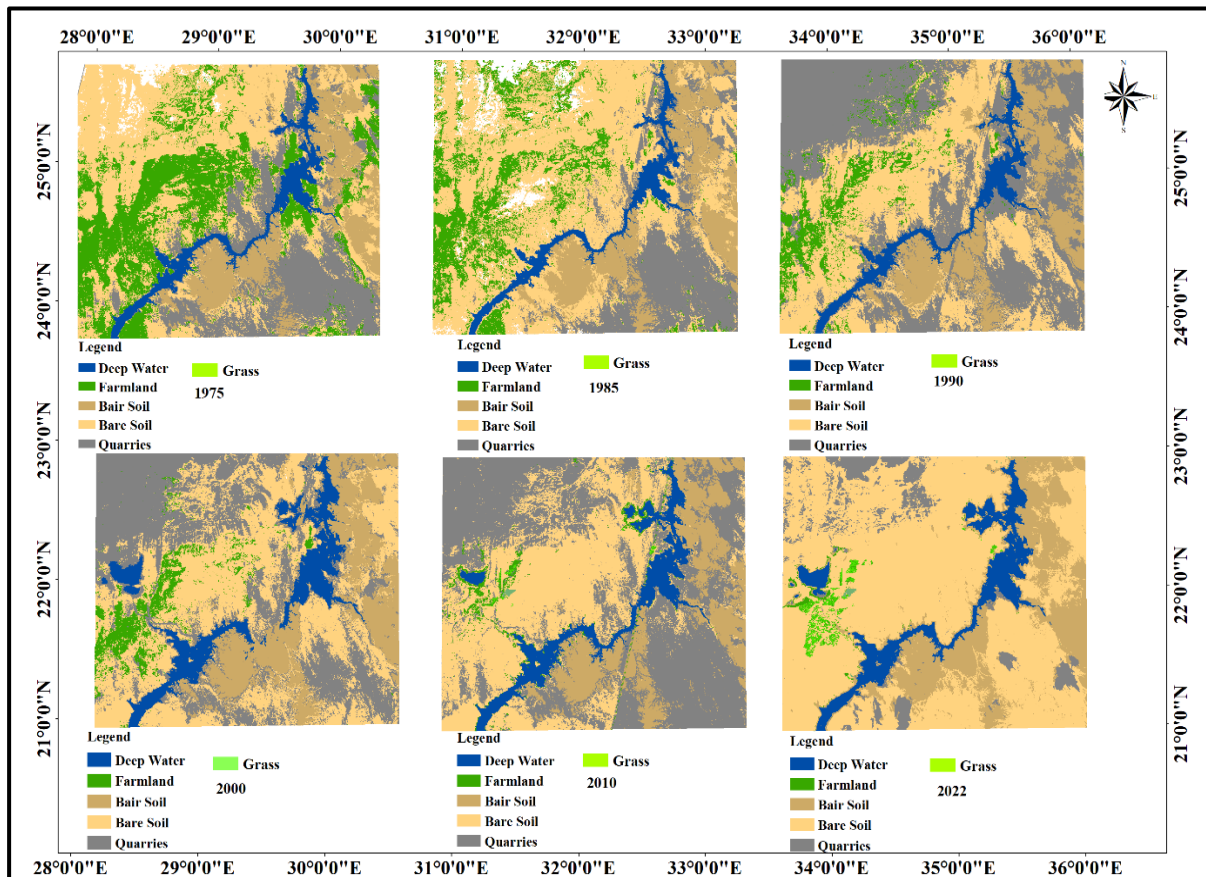 28°0'0"E 29°0'0"E 30°0'0"E 31°0'0"E 32°0'0"E 33°0'0"E 34°0'0"E 35°0'0"E 36°0'0"E
N
E
N
25°0'0"N
24°0'0"N
23°0'0"N
22°0'0"N
21°0'0"N
25°0'0"N
24°0'0"N
23°0'0"N
22°0'0"N
21°0'0"N
Legend
Deep Water Grass
Farmland 1975
Bair Soil
Bare Soil
Quarries
Legend
Deep Water Grass
Farmland 1985
Bair Soil
Bare Soil
Quarries
Legend
Deep Water Grass
Farmland 1990
Bair Soil
Bare Soil
Quarries
Legend
Deep Water Grass
Farmland 2000
Bair Soil
Bare Soil
Quarries
Legend
Deep Water Grass
Farmland 2010
Bair Soil
Bare Soil
Quarries
Legend
Deep Water Grass
Farmland 2022
Bair Soil
Bare Soil
Quarries
28°0'0"E 29°0'0"E 30°0'0"E 31°0'0"E 32°0'0"E 33°0'0"E 34°0'0"E 35°0'0"E 36°0'0"E